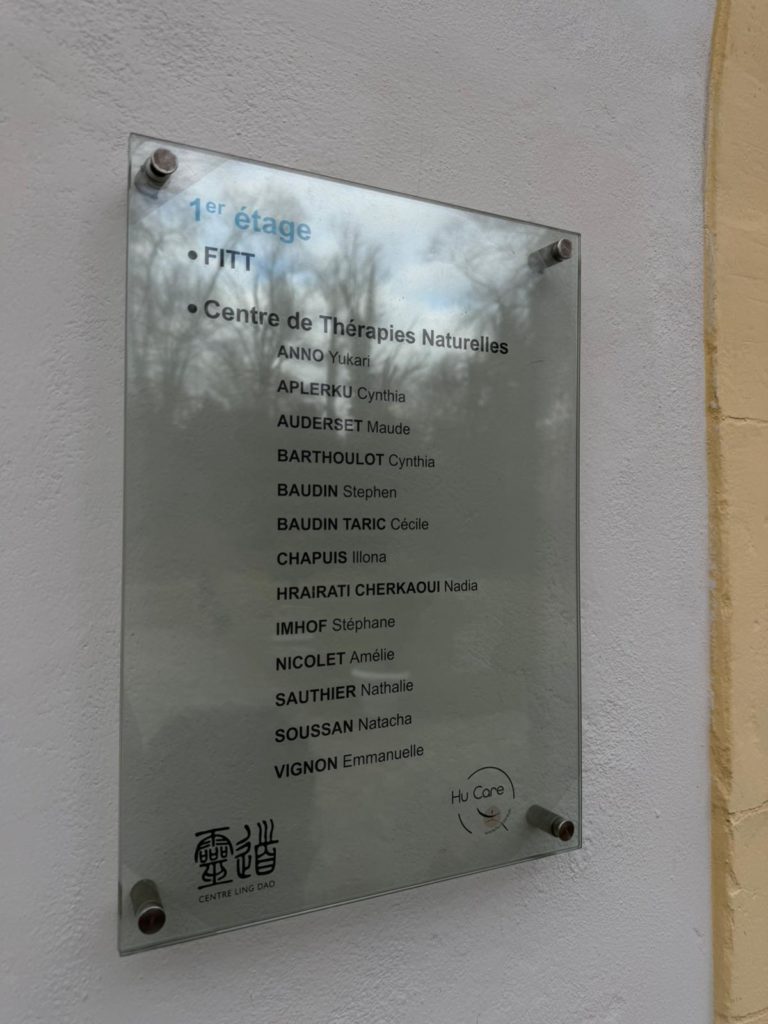 1er étage
• FITT
• Centre de Thérapies Naturelles
ANNO Yukari
APLERKU Cynthia
AUDERSET Maude
BARTHOULOT Cynthia
BAUDIN Stephen
BAUDIN TARIC Cécile
CHAPUIS Illona
HRAIRATI CHERKAOUI Nadia
IMHOF Stéphane
NICOLET Amélie
SAUTHIER Nathalie
SOUSSAN Natacha
VIGNON Emmanuelle
Hu Care
靈道
CENTRE LING DAO